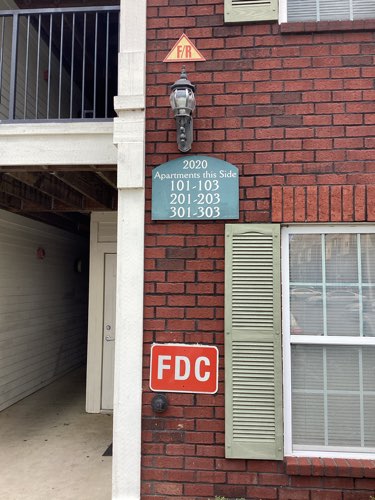 F/R
2020
Apartments this Side
101-103
201-203
301-303
FDC